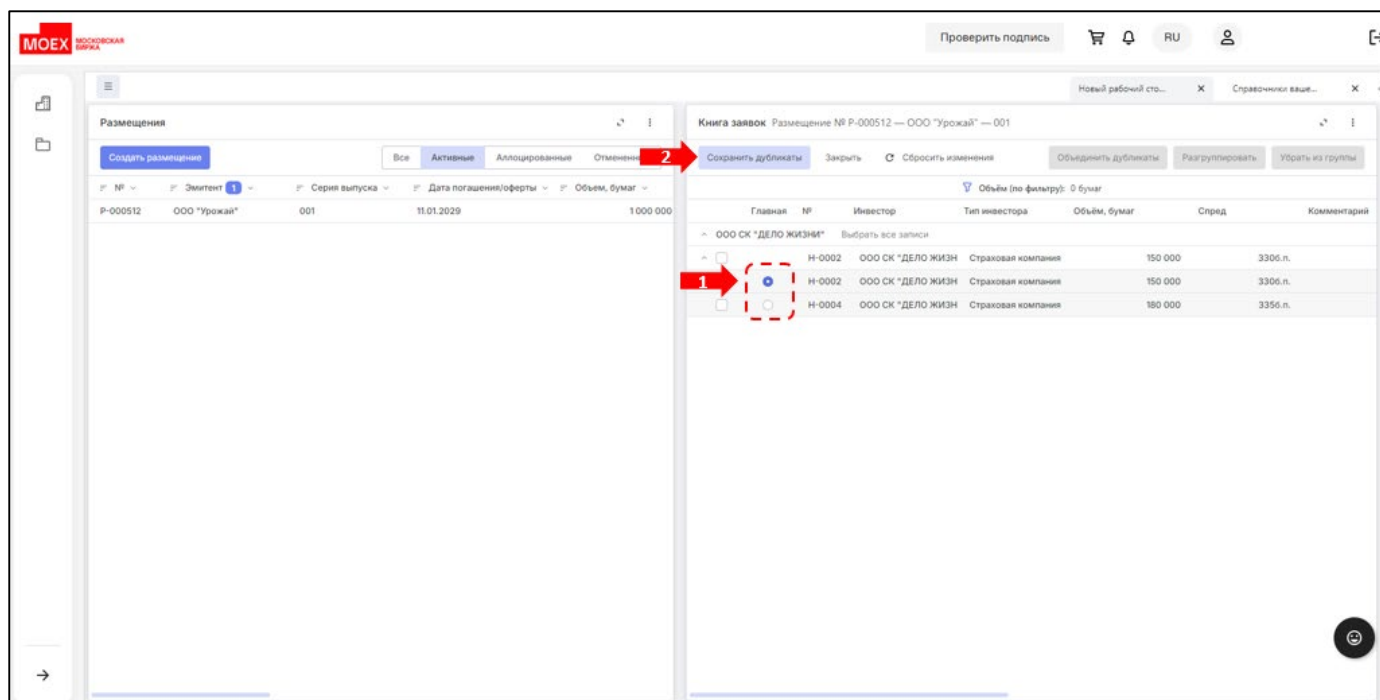 MOEX МОСКОВСКАЯ БИРЖА
Проверить подпись RU
Новый рабочий сто... Справочники ваше...
Размещения
Создать размещение Все Активные Аллоцированные
№ Эмитент 1 Серия выпуска Дата погашения/оферты Объем, бумаг
Р-000512 ООО "Урожай" 001 11.01.2029 1 000 000
Книга заявок Размещение № Р-000512 — ООО "Урожай" — 001
2 Сохранить дубликаты Закрыть Сбросить изменения Объединить дубликаты Разгруппировать Убрать из группы
Объём (по фильтру): 0 бумаг
Главная № Инвестор Тип инвестора Объём, бумаг Спред Комментарий
ООО СК "ДЕЛО ЖИЗНИ" Выбрать все записи
Н-0002 ООО СК "ДЕЛО ЖИЗН Страховая компания 150 000 330б.п.
1 Н-0002 ООО СК "ДЕЛО ЖИЗН Страховая компания 150 000 330б.п.
Н-0004 ООО СК "ДЕЛО ЖИЗН Страховая компания 180 000 335б.п.